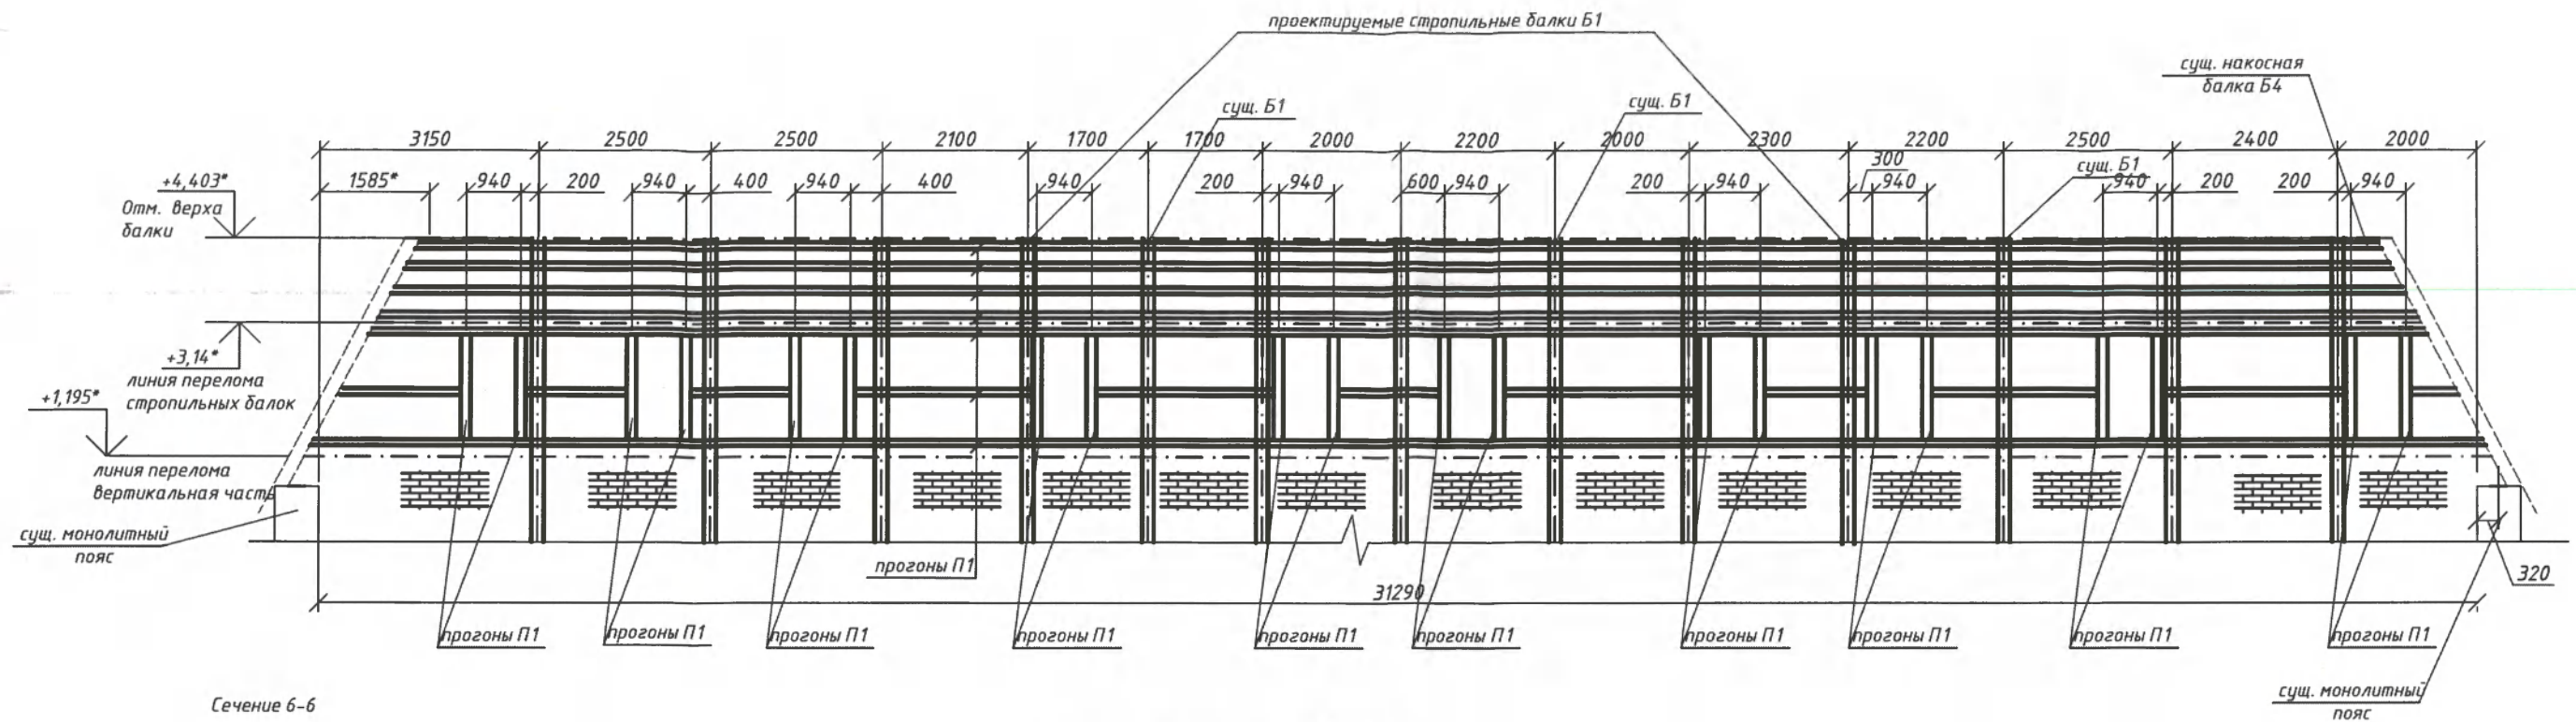 проектируемые стропильные балки Б1
сущ. накосная
балка Б4
сущ. Б1
сущ. Б1
3150 2500 2500 2100 1700 1700 2000 2200 2000 2300 2200 2500 2400 2000
300
сущ. Б1
+4,403*
1585* 940 200 940 400 940 400 940 200 940 600 940 200 940 940 940 200 200 940
Отм. верха
балки
+3,14*
линия перелома
стропильных балок
+1,195*
линия перелома
вертикальная часть
сущ. монолитный
пояс
прогоны П1
320
31290
прогоны П1 прогоны П1 прогоны П1 прогоны П1 прогоны П1 прогоны П1 прогоны П1 прогоны П1 прогоны П1 прогоны П1
сущ. монолитный
пояс
Сечение 6-6